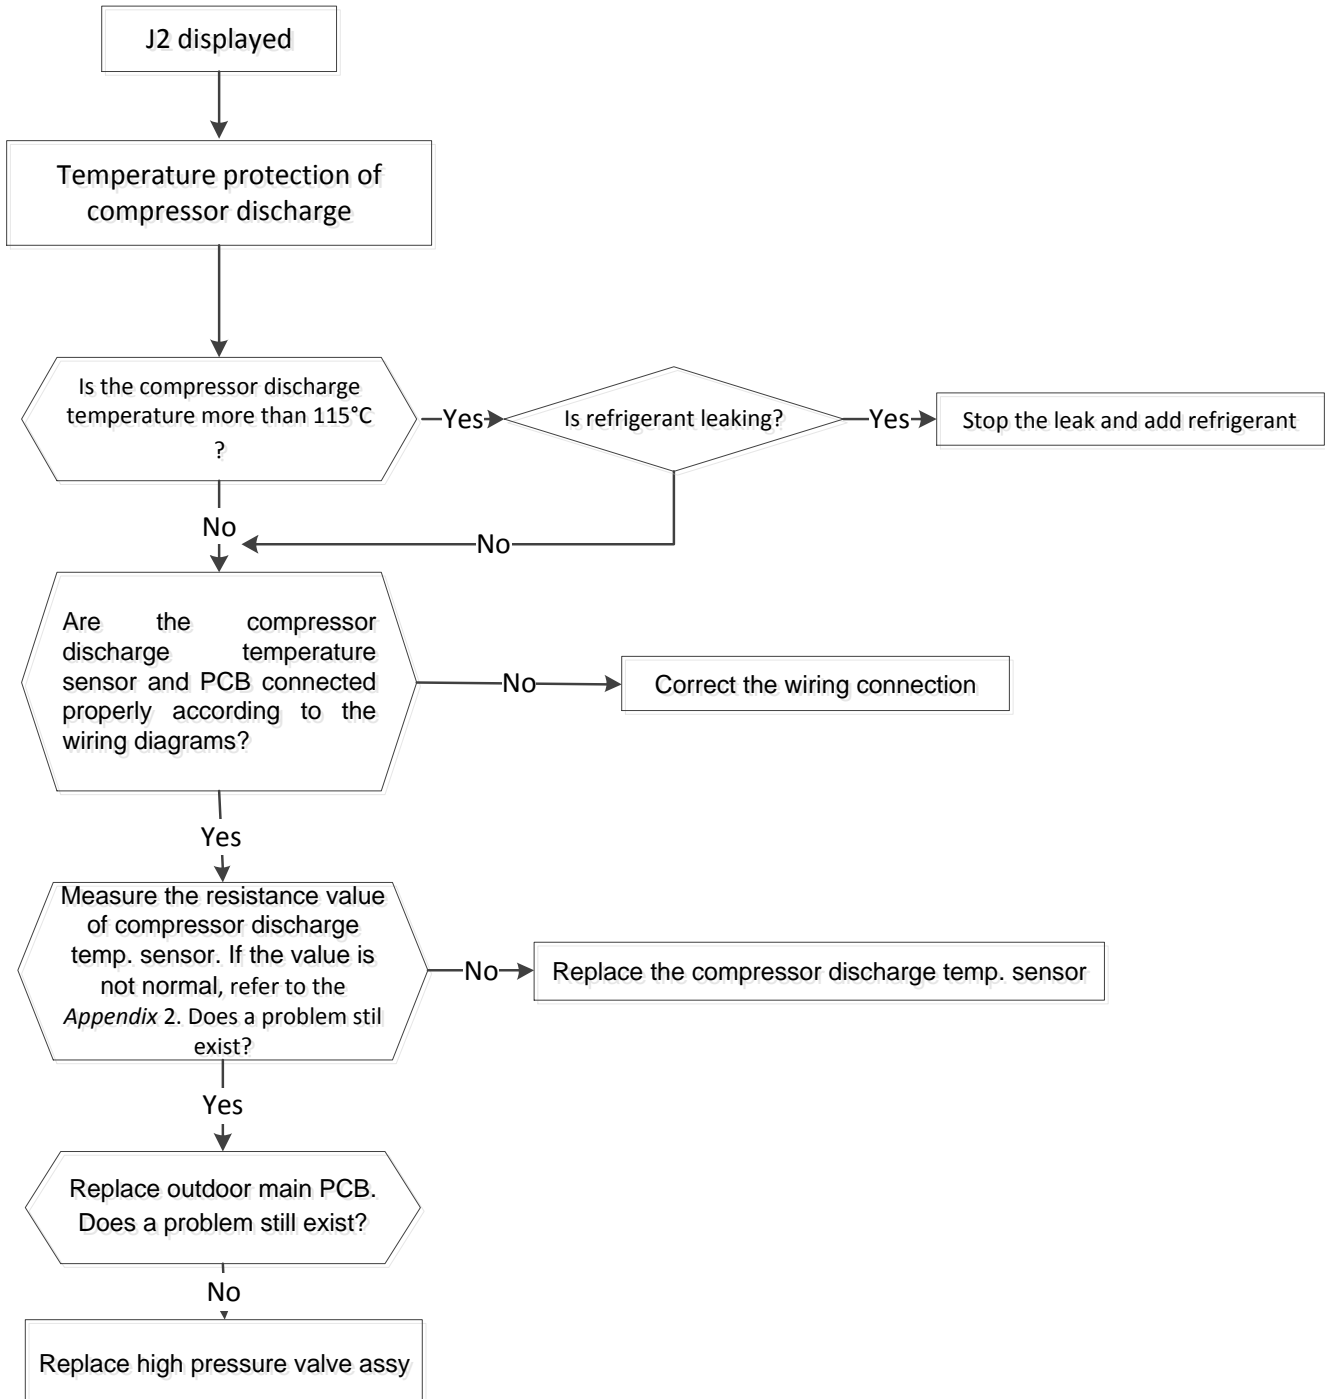 J2 displayed
Temperature protection of
compressor discharge
Is the compressor discharge
temperature more than 115°C
?
Yes
Is refrigerant leaking?
Yes
Stop the leak and add refrigerant
No
No
Are the compressor
discharge temperature
sensor and PCB connected
properly according to the
wiring diagrams?
No
Correct the wiring connection
Yes
Measure the resistance value
of compressor discharge
temp. sensor. If the value is
not normal, refer to the
Appendix 2. Does a problem stil
exist?
No
Replace the compressor discharge temp. sensor
Yes
Replace outdoor main PCB.
Does a problem still exist?
No
Replace high pressure valve assy